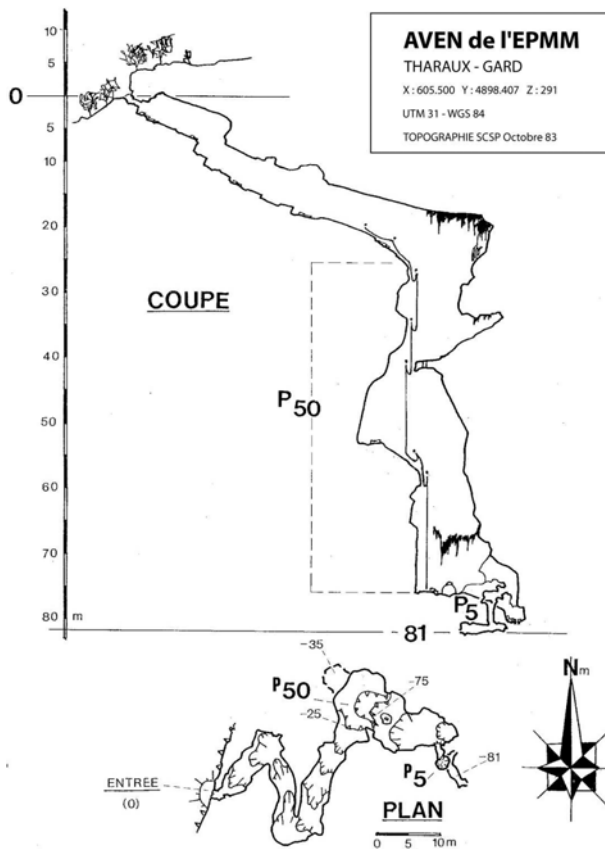 AVEN de l'EPMM
THARAUX - GARD
X : 605.500 Y : 4898.407 Z : 291
UTM 31 - WGS 84
TOPOGRAPHIE SCSP Octobre 83
10
5
0
5
10
20
30
40
50
60
70
80 m
COUPE
P50
P5
81
-35
P50
-75
-25
-81
P5
ENTREE
(0)
PLAN
0 5 10m
Nm